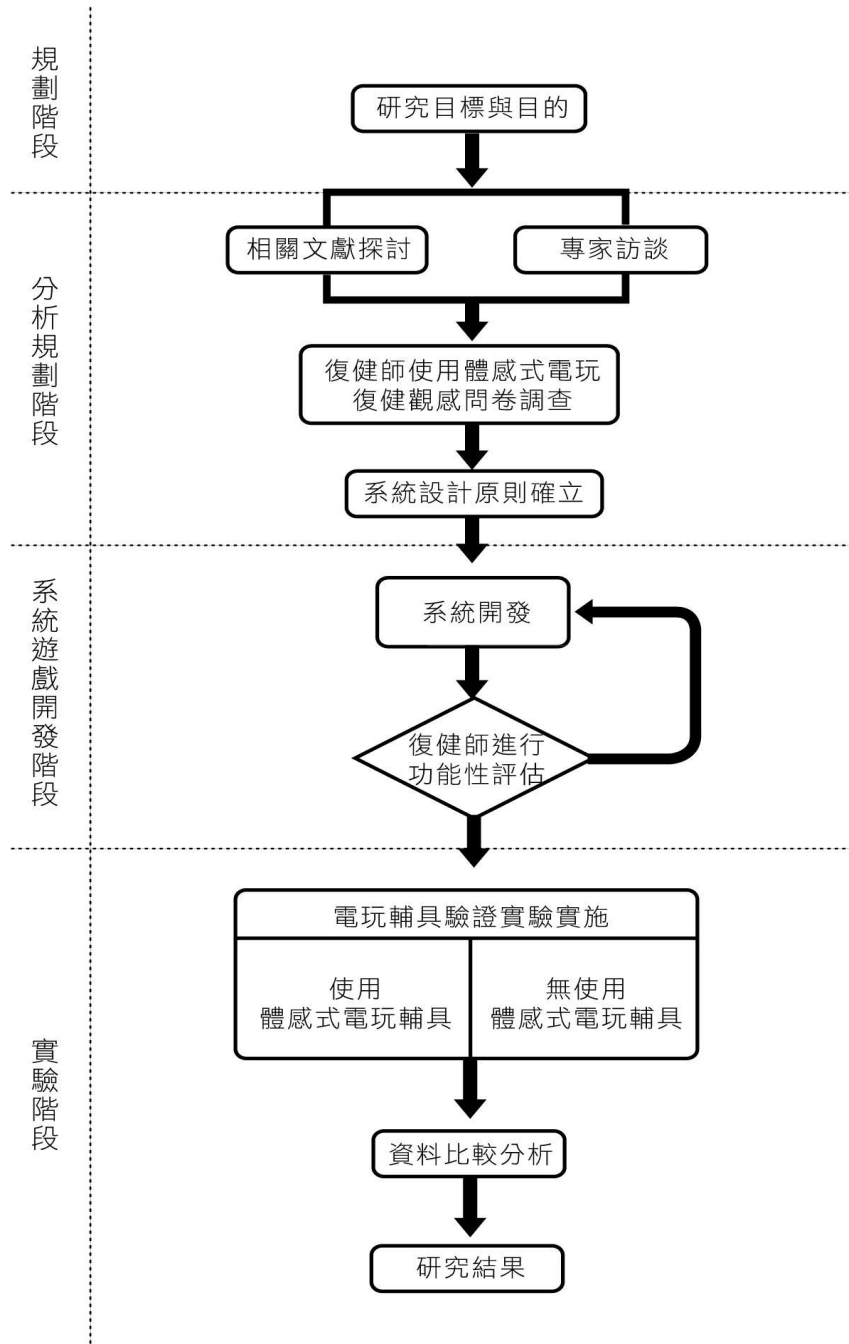 規劃階段
研究目標與目的
分析規劃階段
相關文獻探討
專家訪談
復健師使用體感式電玩
復健觀感問卷調查
系統設計原則確立
系統遊戲開發階段
系統開發
復健師進行
功能性評估
實驗階段
電玩輔具驗證實驗實施
使用
體感式電玩輔具
無使用
體感式電玩輔具
資料比較分析
研究結果